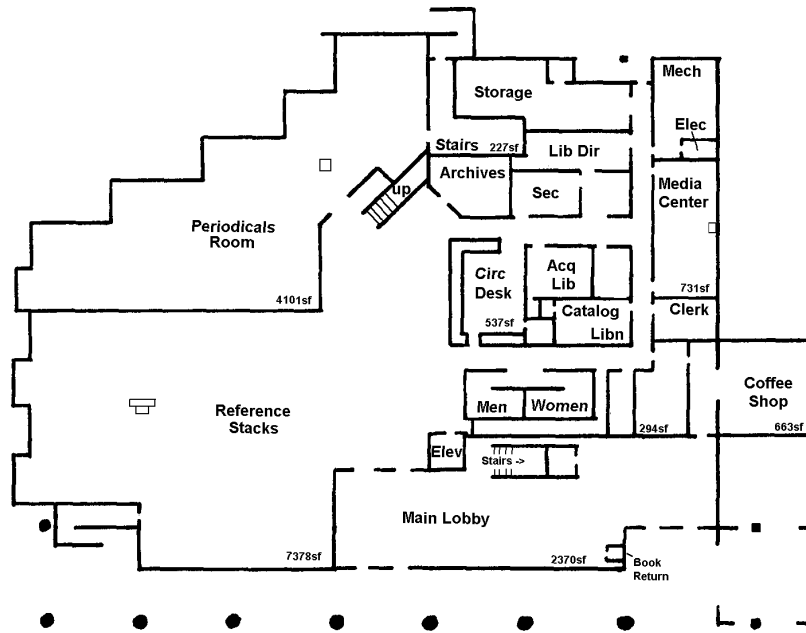 Mech
Storage
Elec
Stairs
227sf
Lib Dir
Archives
up
Sec
Media
Center
Periodicals
Room
Circ
Desk
Acq
Lib
731sf
4101sf
537sf
Catalog
Libn
Clerk
Coffee
Shop
Reference
Stacks
Men
Women
294sf
663sf
Elev
Stairs ->
Main Lobby
7378sf
2370sf
Book
Return